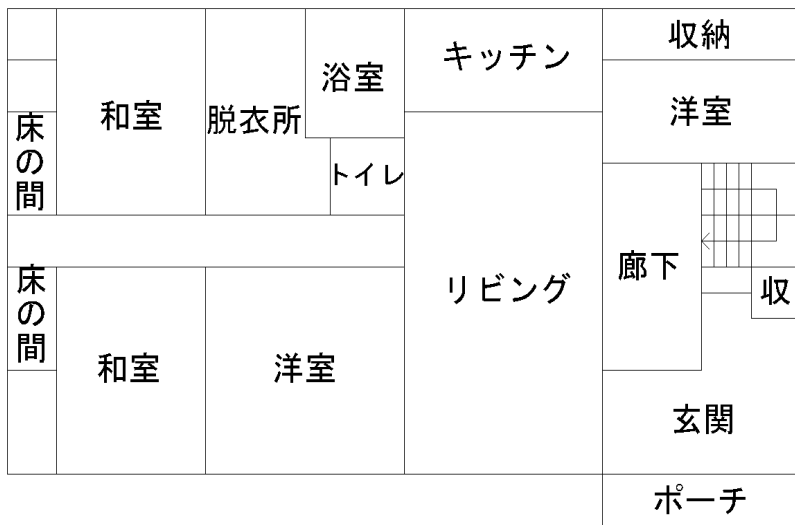 収納
キッチン
浴室
和室
脱衣所
洋室
床の間
トイレ
廊下
リビング
収
床の間
和室
洋室
玄関
ポーチ